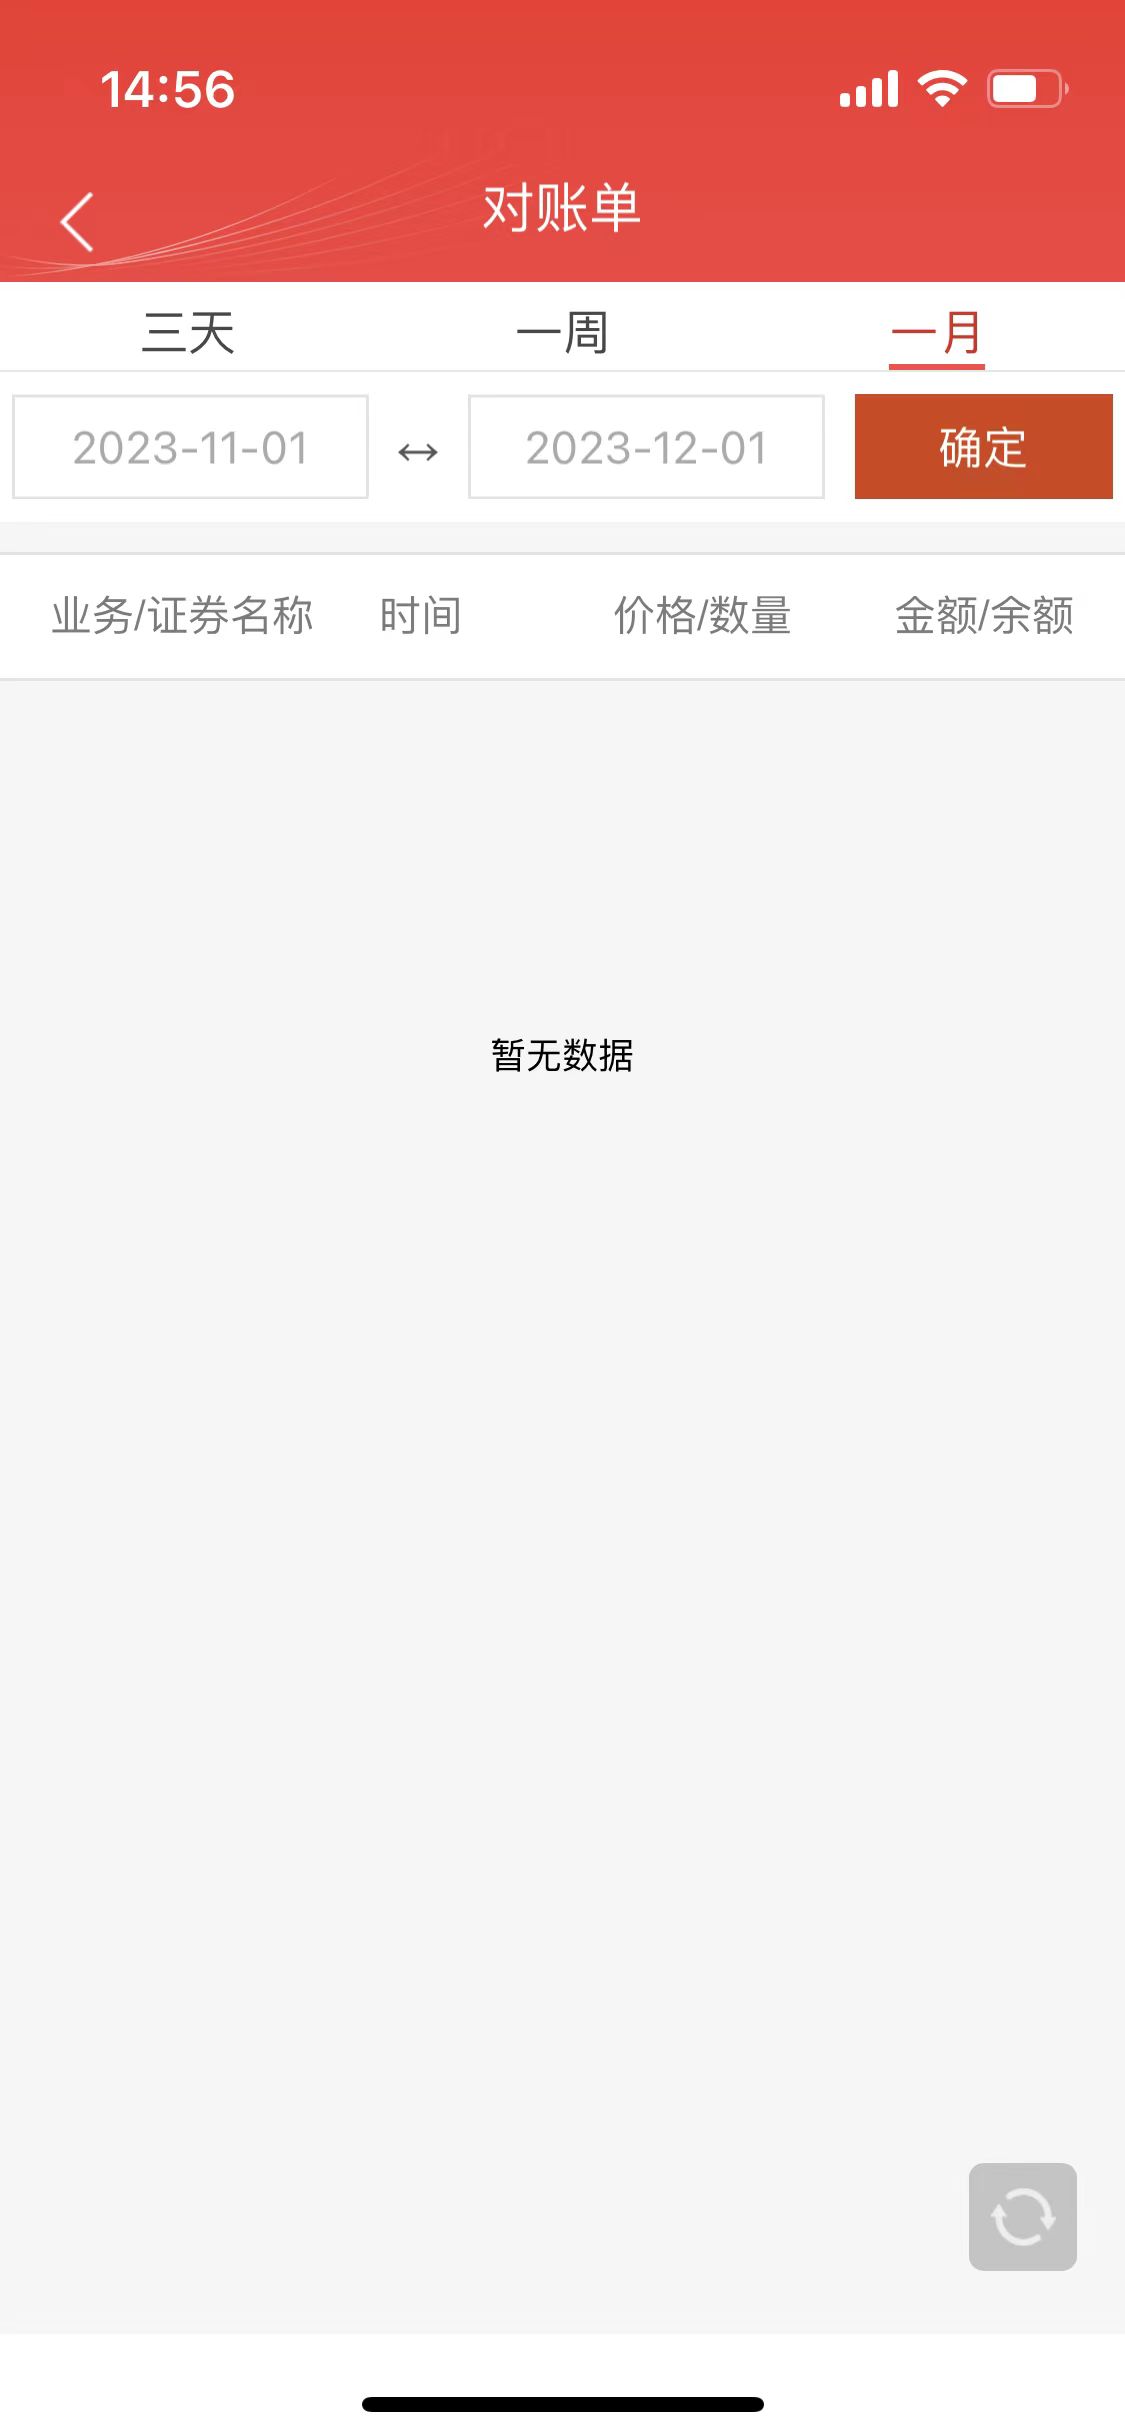 14:56
对账单
三天 一周 一月
2023-11-01 ↔ 2023-12-01 确定
业务/证券名称 时间 价格/数量 金额/余额
暂无数据